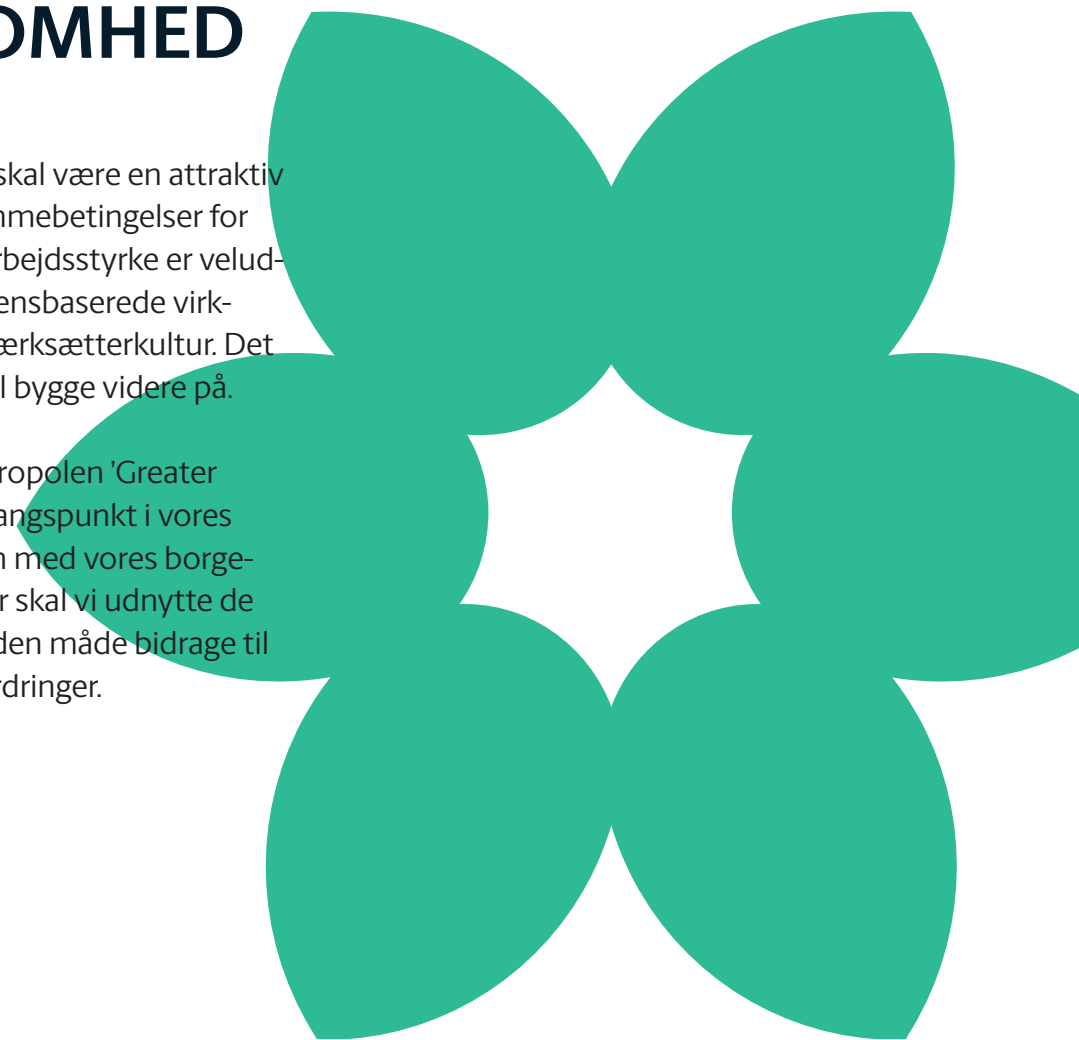 OMHED
skal være en attraktiv
mmebetingelser for
rbejdsstyrke er velud-
ensbaserede virk-
ærksætterkultur. Det
l bygge videre på.
ropolen ’Greater
angspunkt i vores
n med vores borge-
r skal vi udnytte de
den måde bidrage til
rdringer.